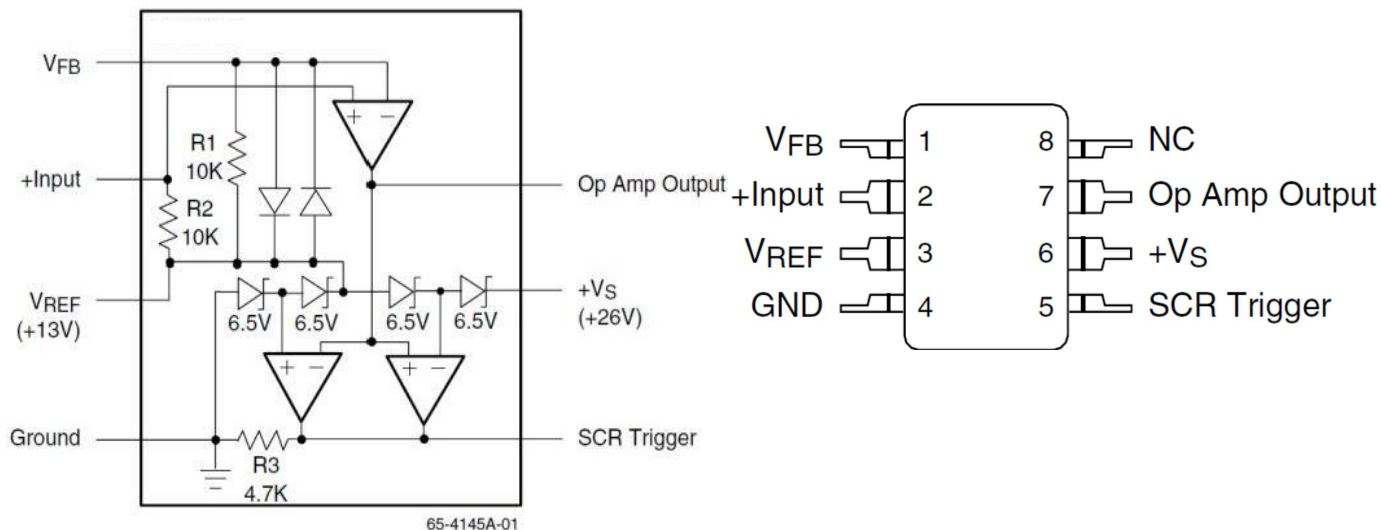 VFB
+Input
VREF
(+13V)
Ground
R1
10K
R2
10K
+ −
6.5V 6.5V 6.5V 6.5V
+ − + −
R3
4.7K
Op Amp Output
+VS
(+26V)
SCR Trigger
65-4145A-01
VFB 1 8 NC
+Input 2 7 Op Amp Output
VREF 3 6 +VS
GND 4 5 SCR Trigger